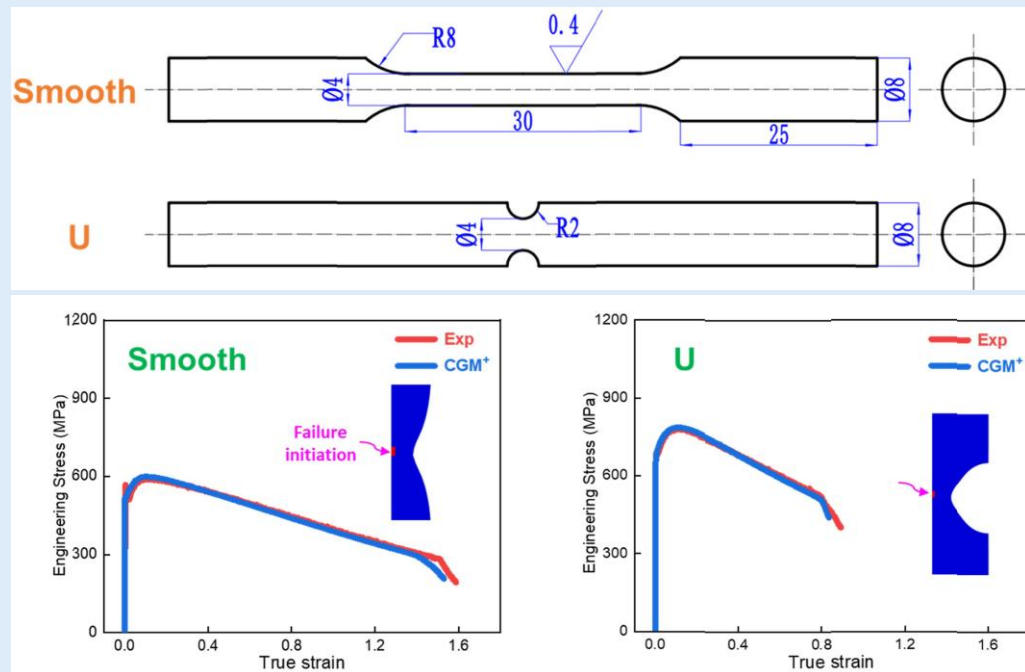 Smooth
R8
0.4
Ø4
30
25
Ø8
U
Ø4
R2
Ø8
Smooth
Exp
CGM⁺
Failure
initiation
Engineering Stress (MPa)
1200
900
600
300
0
0.0 0.4 0.8 1.2 1.6
True strain
U
Exp
CGM⁺
Engineering Stress (MPa)
1200
900
600
300
0
0.0 0.4 0.8 1.2 1.6
True strain